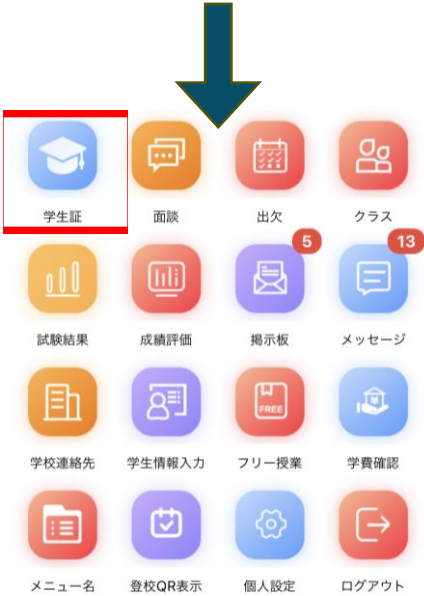 学生証
面談
出欠
クラス
5
13
試験結果
成績評価
掲示板
メッセージ
FREE
学校連絡先
学生情報入力
フリー授業
学費確認
メニュー名
登校QR表示
個人設定
ログアウト